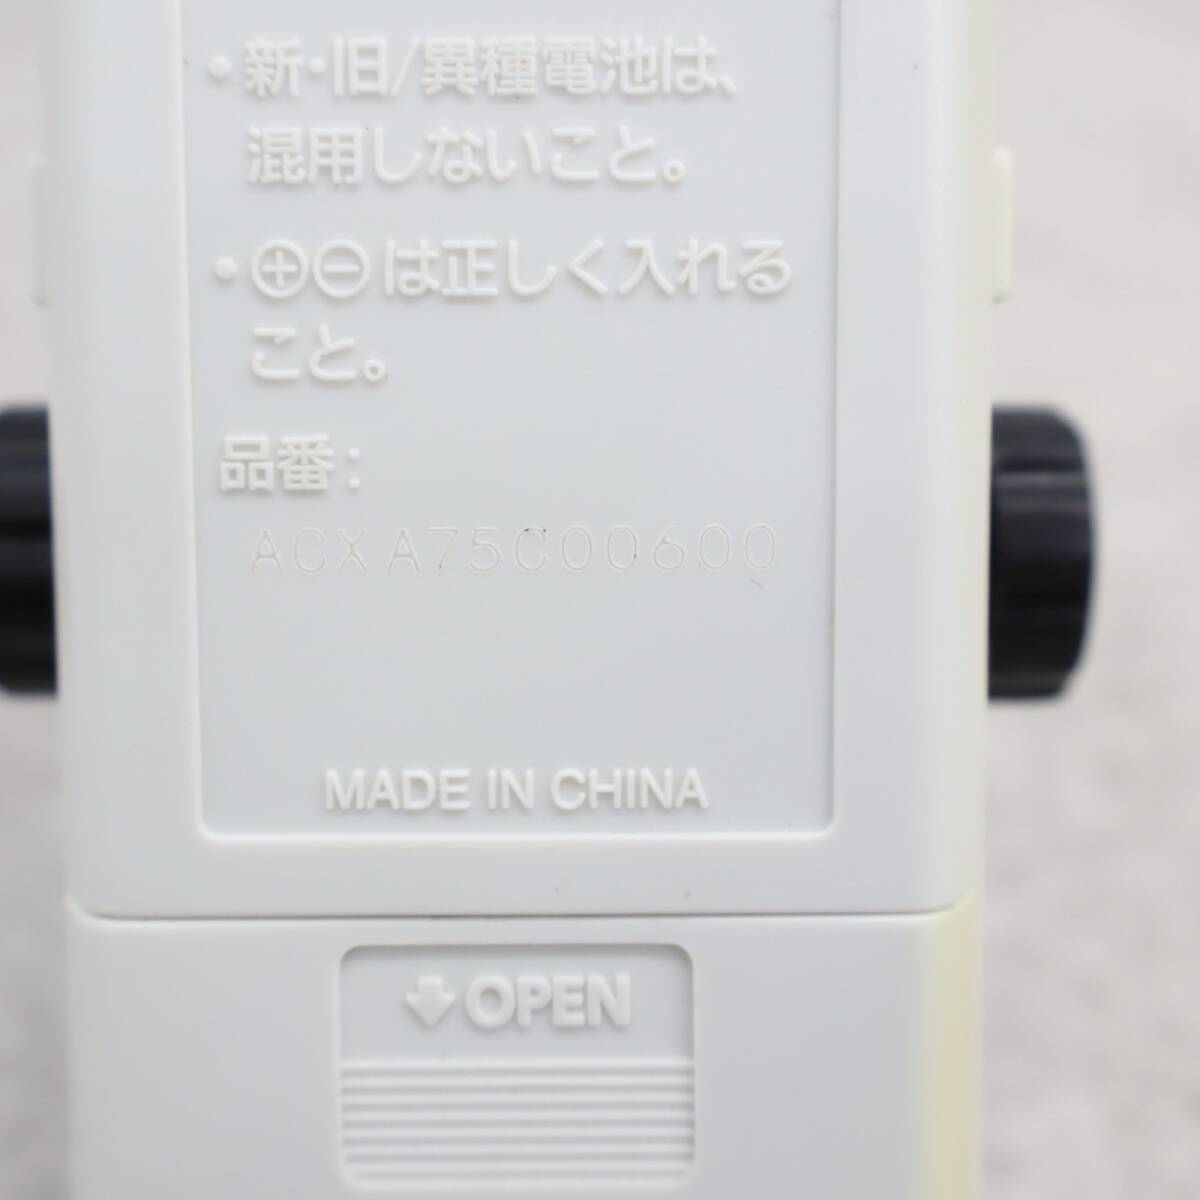 ・新・旧/異種電池は、
混用しないこと。
・⊕⊖は正しく入れる
こと。
品番：
ACXA75C00600
MADE IN CHINA
OPEN